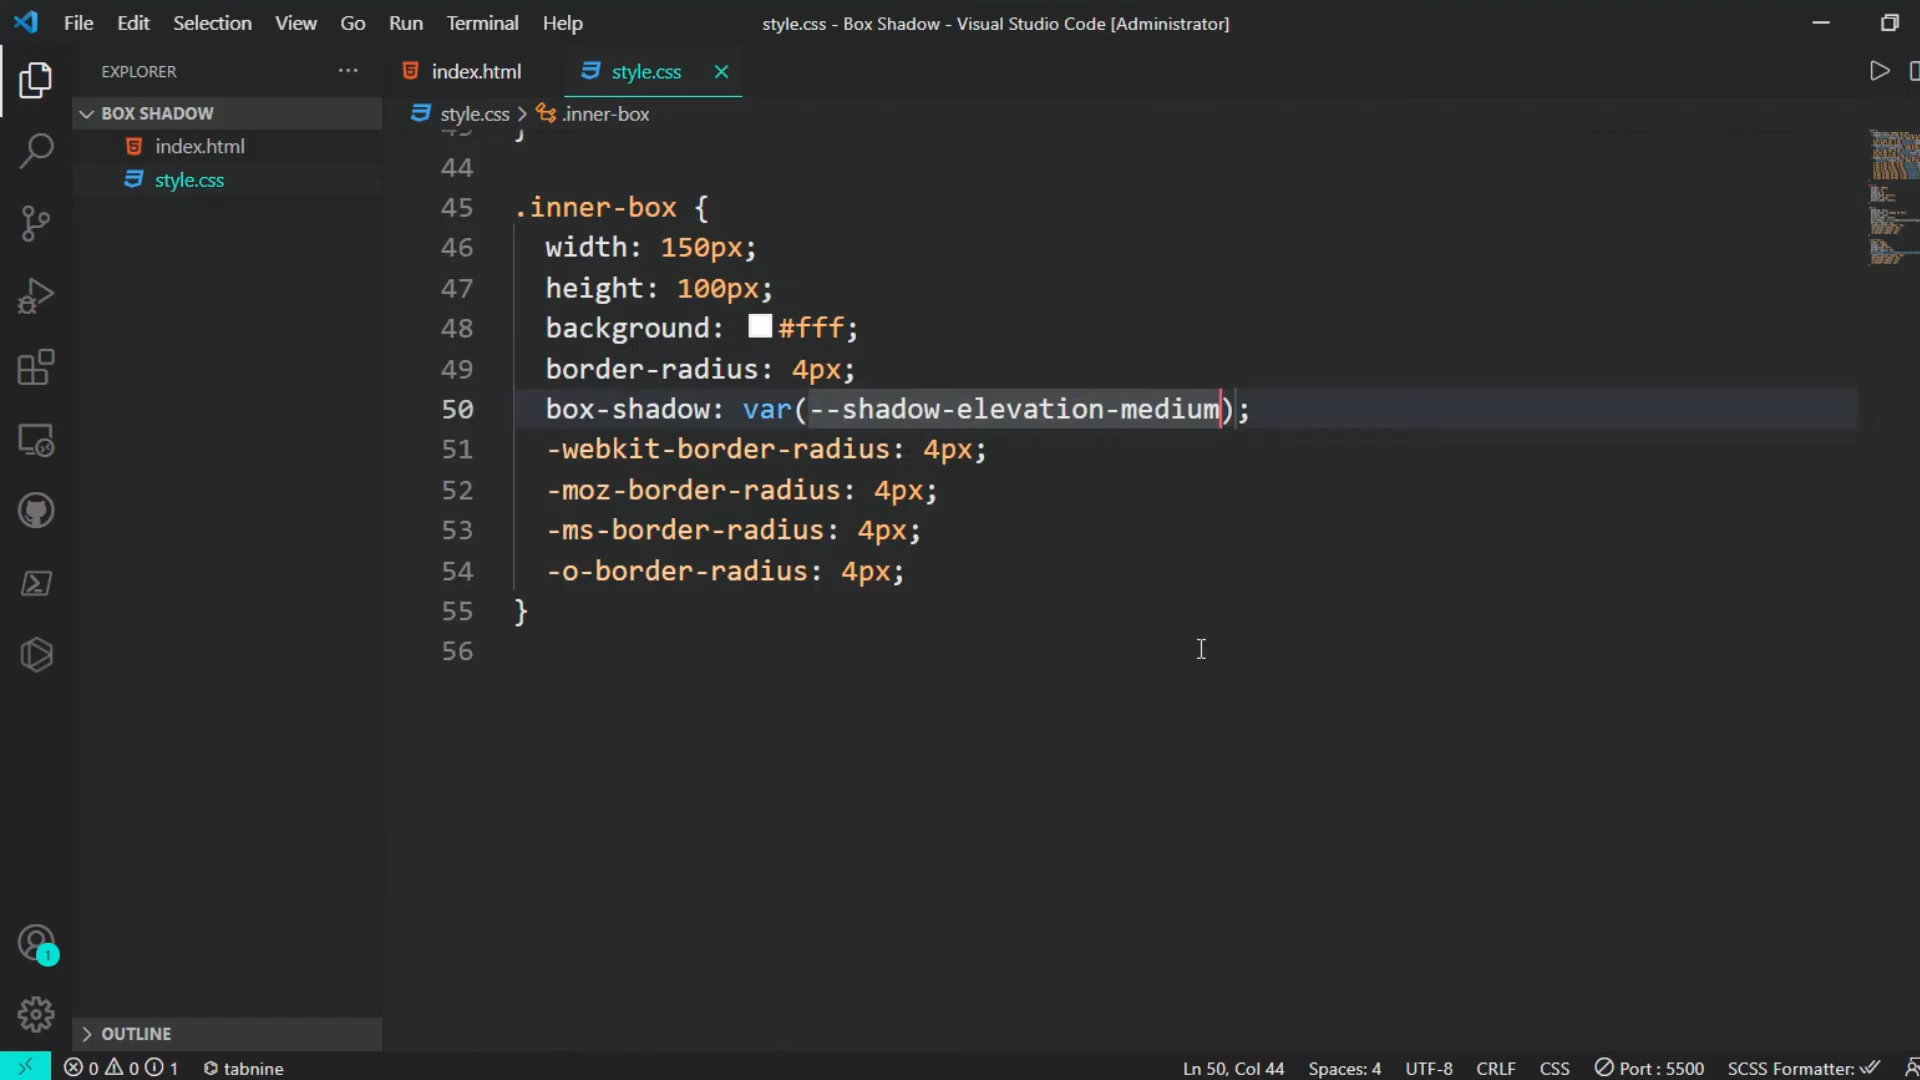 File Edit Selection View Go Run Terminal Help
style.css - Box Shadow - Visual Studio Code [Administrator]
EXPLORER
BOX SHADOW
index.html
style.css
OUTLINE
index.html
style.css
style.css > .inner-box
}
44
45 .inner-box {
46 width: 150px;
47 height: 100px;
48 background: #fff;
49 border-radius: 4px;
50 box-shadow: var(--shadow-elevation-medium);
51 -webkit-border-radius: 4px;
52 -moz-border-radius: 4px;
53 -ms-border-radius: 4px;
54 -o-border-radius: 4px;
55 }
56
1
0 0 1 tabnine
Ln 50, Col 44 Spaces: 4 UTF-8 CRLF CSS Port : 5500 SCSS Formatter: